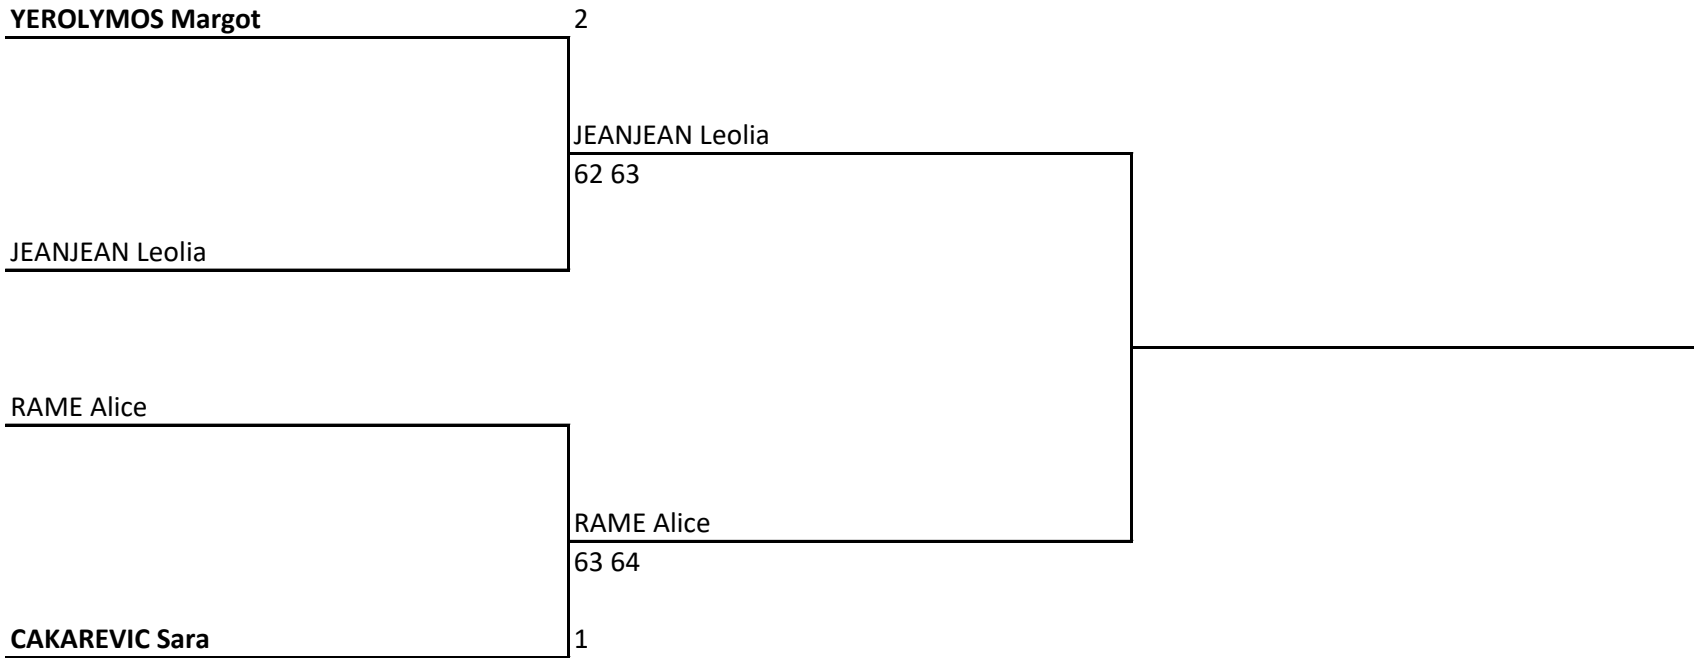 YEROLYMOS Margot 2
JEANJEAN Leolia
62 63
JEANJEAN Leolia
RAME Alice
RAME Alice
63 64
CAKAREVIC Sara 1